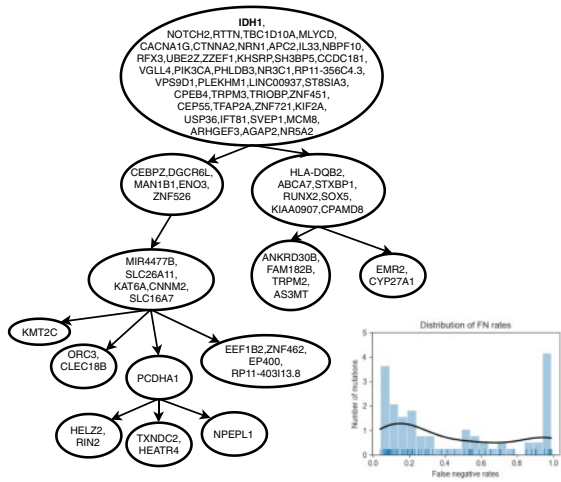 IDH1,
NOTCH2,RTTN,TBC1D10A,MLYCD,
CACNA1G,CTNNA2,NRN1,APC2,IL33,NBPF10,
RFX3,UBE2Z,ZZEF1,KHSRP,SH3BP5,CCDC181,
VGLL4,PIK3CA,PHLDB3,NR3C1,RP11-356C4.3,
VPS9D1,PLEKHM1,LINC00937,ST8SIA3,
CPEB4,TRPM3,TRIOBP,ZNF451,
CEP55,TFAP2A,ZNF721,KIF2A,
USP36,IFT81,SVEP1,MCM8,
ARHGEF3,AGAP2,NR5A2
CEBPZ,DGCR6L,
MAN1B1,ENO3,
ZNF526
HLA-DQB2,
ABCA7,STXBP1,
RUNX2,SOX5,
KIAA0907,CPAMD8
MIR4477B,
SLC26A11,
KAT6A,CNNM2,
SLC16A7
ANKRD30B,
FAM182B,
TRPM2,
AS3MT
EMR2,
CYP27A1
KMT2C
ORC3,
CLEC18B
PCDHA1
EEF1B2,ZNF462,
EP400,
RP11-403I13.8
HELZ2,
RIN2
TXNDC2,
HEATR4
NPEPL1
Distribution of FN rates
Number of mutations
5
4
3
2
1
0
0.0 0.2 0.4 0.6 0.8 1.0
False negative rates